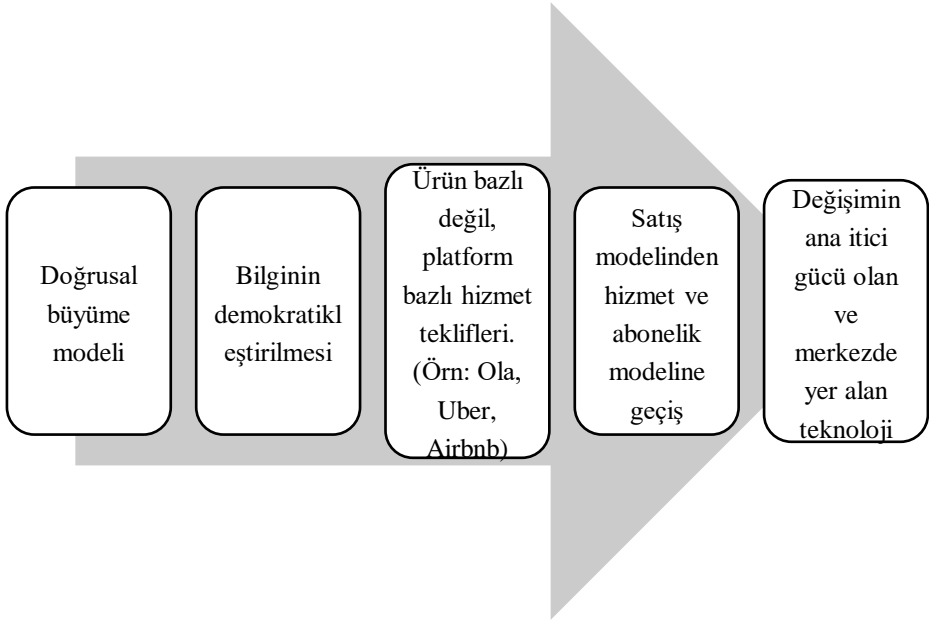 Doğrusal
büyüme
modeli
Bilginin
demokratikl
eştirilmesi
Ürün bazlı
değil,
platform
bazlı hizmet
teklifleri.
(Örn: Ola,
Uber,
Airbnb)
Satış
modelinden
hizmet ve
abonelik
modeline
geçiş
Değişimin
ana itici
gücü olan
ve
merkezde
yer alan
teknoloji